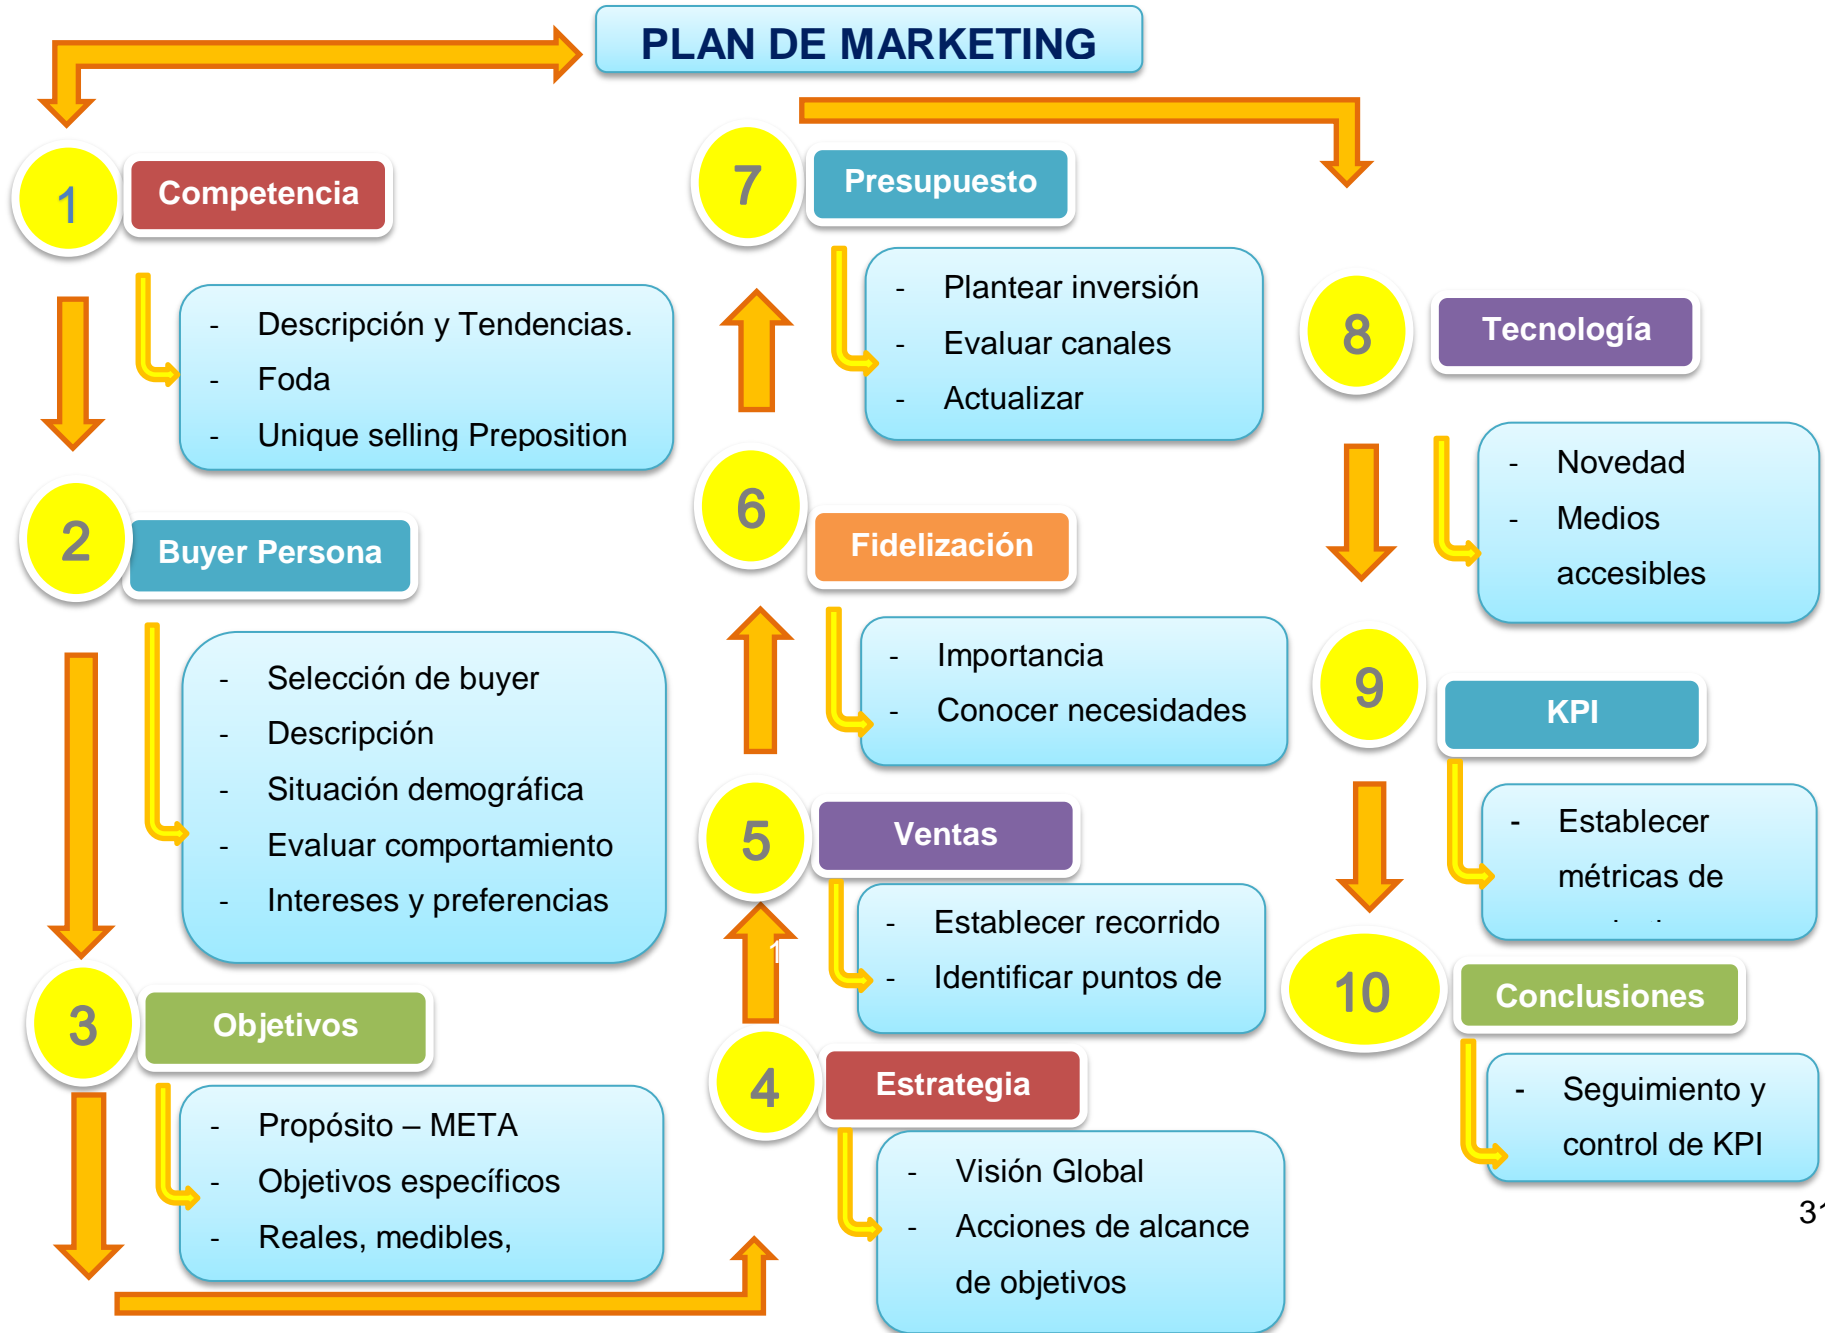 PLAN DE MARKETING
1
Competencia
- Descripción y Tendencias.
- Foda
- Unique selling Preposition
2
Buyer Persona
- Selección de buyer
- Descripción
- Situación demográfica
- Evaluar comportamiento
- Intereses y preferencias
3
Objetivos
- Propósito – META
- Objetivos específicos
- Reales, medibles,
4
Estrategia
- Visión Global
- Acciones de alcance
de objetivos
5
Ventas
1
- Establecer recorrido
- Identificar puntos de
6
Fidelización
- Importancia
- Conocer necesidades
7
Presupuesto
- Plantear inversión
- Evaluar canales
- Actualizar
8
Tecnología
- Novedad
- Medios
accesibles
9
KPI
- Establecer
métricas de
10
Conclusiones
- Seguimiento y
control de KPI
31